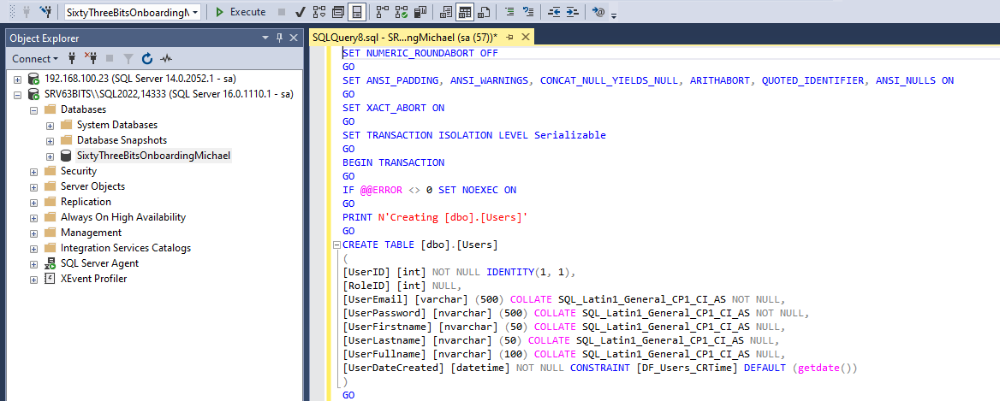 SixtyThreeBitsOnboardingN
Execute
Object Explorer
Connect
192.168.100.23 (SQL Server 14.0.2052.1 - sa)
SRV63BITS\\SQL2022,14333 (SQL Server 16.0.1110.1 - sa)
Databases
System Databases
Database Snapshots
SixtyThreeBitsOnboardingMichael
Security
Server Objects
Replication
Always On High Availability
Management
Integration Services Catalogs
SQL Server Agent
XEvent Profiler
SQLQuery8.sql - SR...ngMichael (sa (57))*
SET NUMERIC_ROUNDABORT OFF
GO
SET ANSI_PADDING, ANSI_WARNINGS, CONCAT_NULL_YIELDS_NULL, ARITHABORT, QUOTED_IDENTIFIER, ANSI_NULLS ON
GO
SET XACT_ABORT ON
GO
SET TRANSACTION ISOLATION LEVEL Serializable
GO
BEGIN TRANSACTION
GO
IF @@ERROR <> 0 SET NOEXEC ON
GO
PRINT N'Creating [dbo].[Users]'
GO
CREATE TABLE [dbo].[Users]
(
[UserID] [int] NOT NULL IDENTITY(1, 1),
[RoleID] [int] NULL,
[UserEmail] [varchar] (500) COLLATE SQL_Latin1_General_CP1_CI_AS NOT NULL,
[UserPassword] [nvarchar] (500) COLLATE SQL_Latin1_General_CP1_CI_AS NOT NULL,
[UserFirstname] [nvarchar] (50) COLLATE SQL_Latin1_General_CP1_CI_AS NULL,
[UserLastname] [nvarchar] (50) COLLATE SQL_Latin1_General_CP1_CI_AS NULL,
[UserFullname] [nvarchar] (100) COLLATE SQL_Latin1_General_CP1_CI_AS NULL,
[UserDateCreated] [datetime] NOT NULL CONSTRAINT [DF_Users_CRTime] DEFAULT (getdate())
)
GO